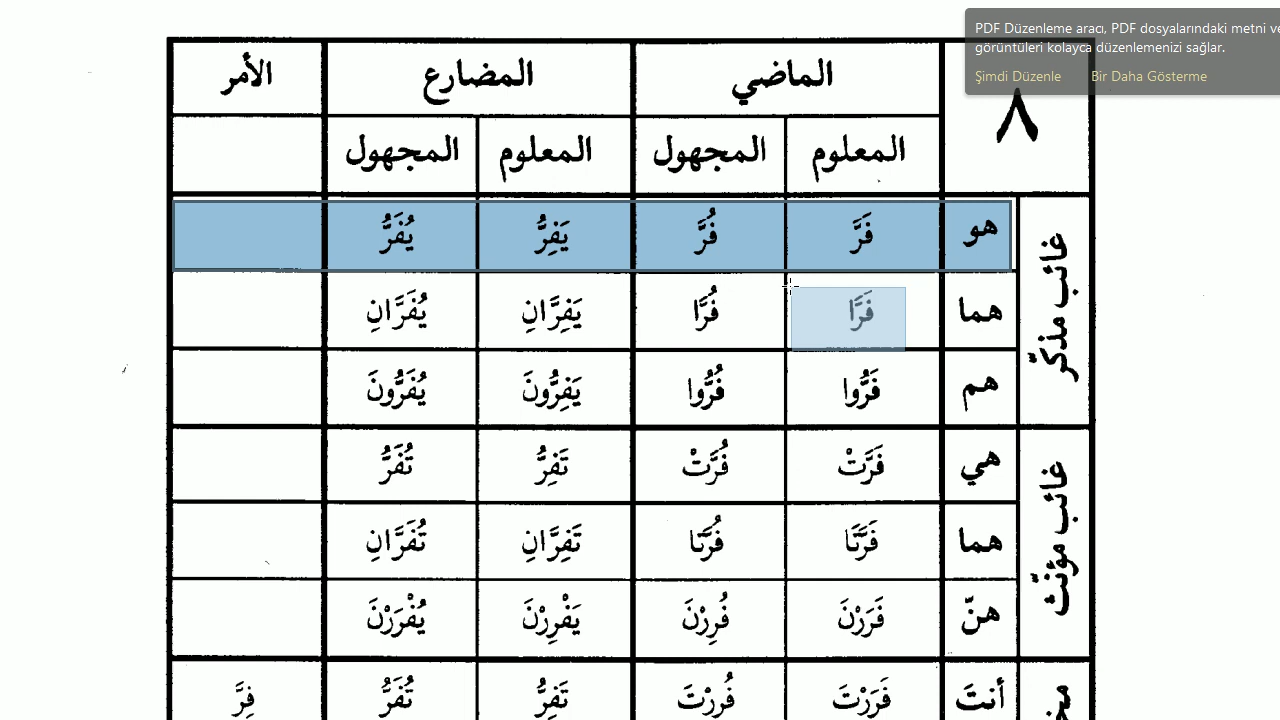 PDF Düzenleme aracı, PDF dosyalarındaki metni ve
görüntüleri kolayca düzenlemenizi sağlar.
Şimdi Düzenle Bir Daha Gösterme
٨ الماضي المضارع الأمر
المعلوم المجهول المعلوم المجهول
غائب مذكّر
هو فَرَّ فُرَّ يَفِرُّ يُفَرُّ
هما فَرَّا فُرَّا يَفِرَّانِ يُفَرَّانِ
هم فَرُّوا فُرُّوا يَفِرُّونَ يُفَرُّونَ
غائب مؤنّث
هي فَرَّتْ فُرَّتْ تَفِرُّ تُفَرُّ
هما فَرَّتَا فُرَّتَا تَفِرَّانِ تُفَرَّانِ
هنّ فَرَرْنَ فُرِرْنَ يَفْرِرْنَ يُفْرَرْنَ
أنتَ فَرَرْتَ فُرِرْتَ تَفِرُّ تُفَرُّ فِرَّ